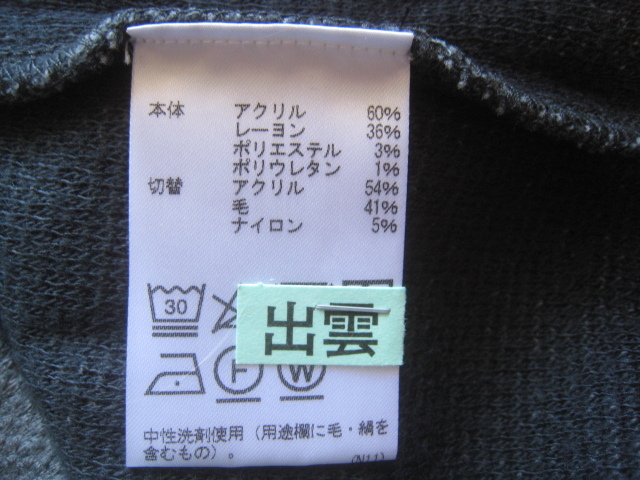 本体 アクリル 60%
レーヨン 36%
ポリエステル 3%
ポリウレタン 1%
切替 アクリル 54%
毛 41%
ナイロン 5%
30
出雲
F W
中性洗剤使用（用途欄に毛・絹を
含むもの）。
(N11)